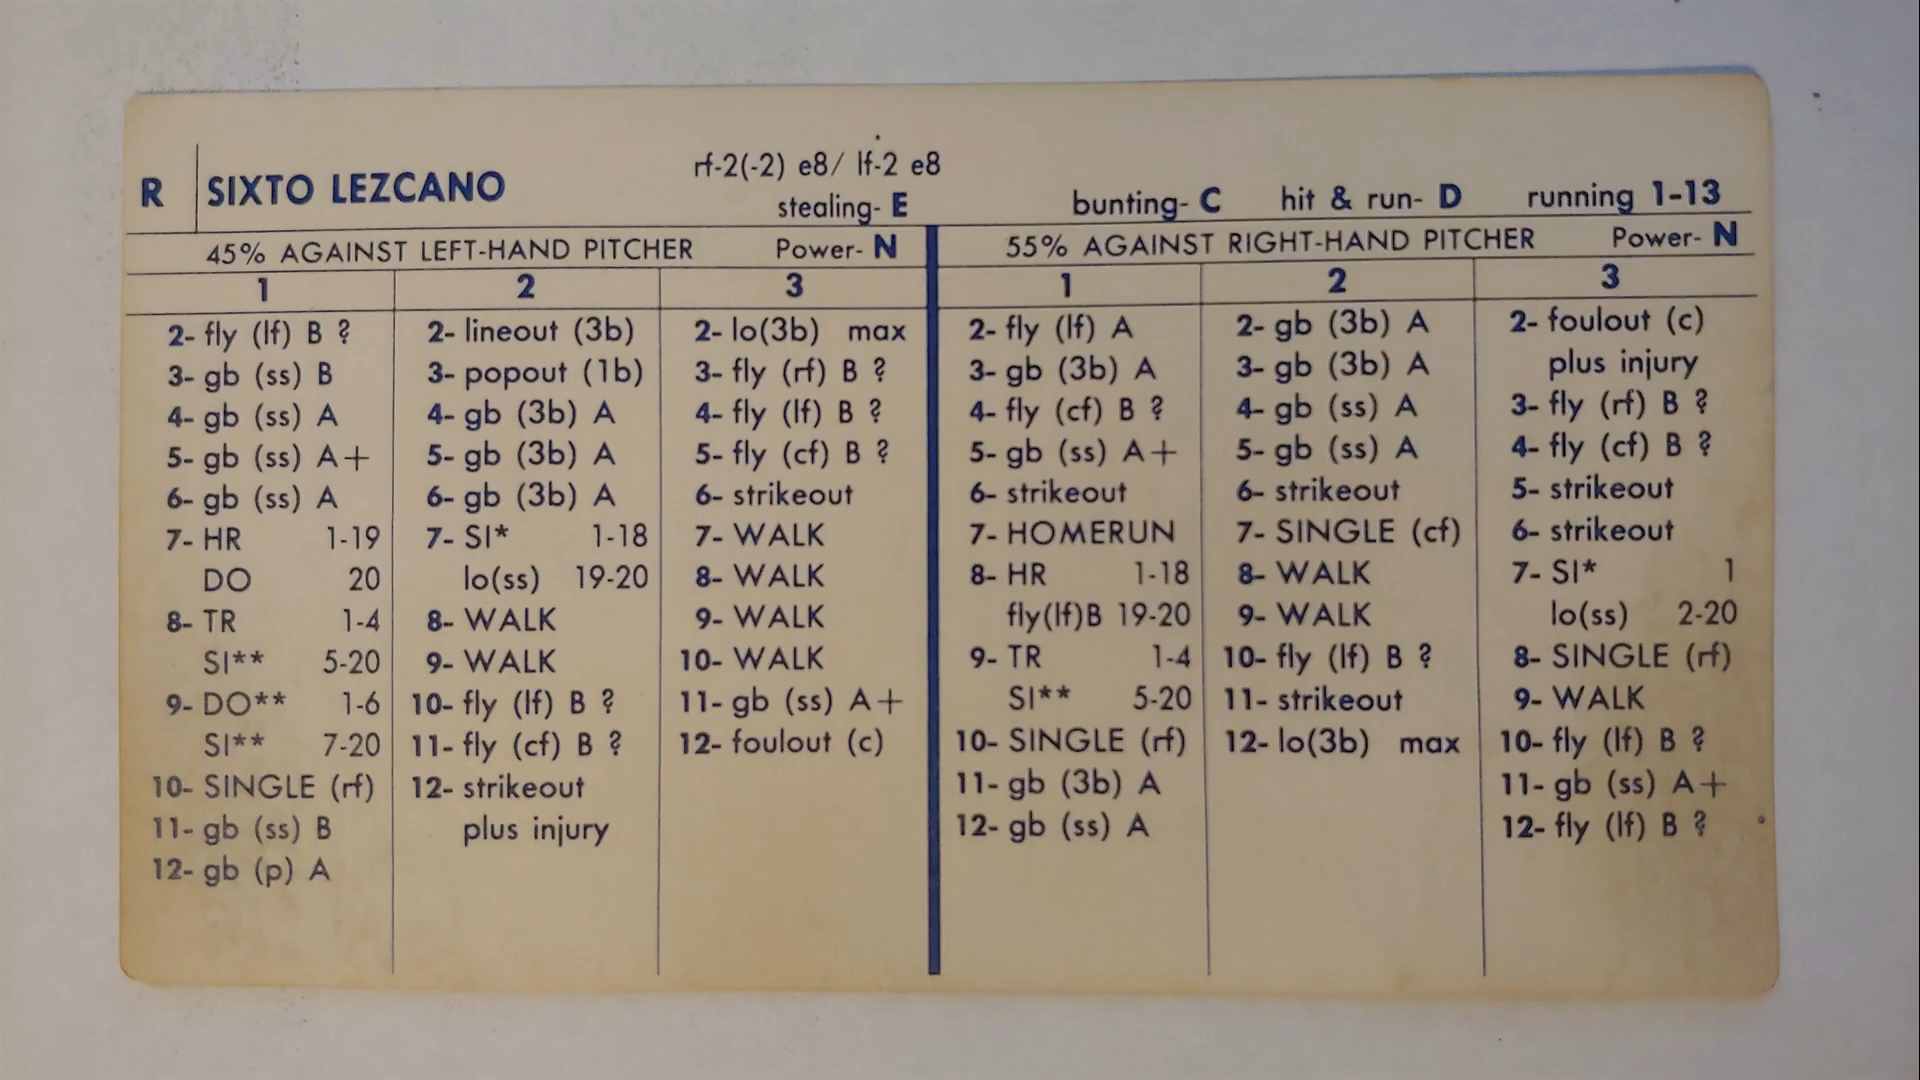 R SIXTO LEZCANO
rf-2(-2) e8/ lf-2 e8
stealing- E
bunting- C hit & run- D running 1-13
45% AGAINST LEFT-HAND PITCHER Power- N
1
2- fly (lf) B ?
3- gb (ss) B
4- gb (ss) A
5- gb (ss) A+
6- gb (ss) A
7- HR 1-19
DO 20
8- TR 1-4
SI** 5-20
9- DO** 1-6
SI** 7-20
10- SINGLE (rf)
11- gb (ss) B
12- gb (p) A
2
2- lineout (3b)
3- popout (1b)
4- gb (3b) A
5- gb (3b) A
6- gb (3b) A
7- SI* 1-18
lo(ss) 19-20
8- WALK
9- WALK
10- fly (lf) B ?
11- fly (cf) B ?
12- strikeout
plus injury
3
2- lo(3b) max
3- fly (rf) B ?
4- fly (lf) B ?
5- fly (cf) B ?
6- strikeout
7- WALK
8- WALK
9- WALK
10- WALK
11- gb (ss) A+
12- foulout (c)
55% AGAINST RIGHT-HAND PITCHER Power- N
1
2- fly (lf) A
3- gb (3b) A
4- fly (cf) B ?
5- gb (ss) A+
6- strikeout
7- HOMERUN
8- HR 1-18
fly(lf)B 19-20
9- TR 1-4
SI** 5-20
10- SINGLE (rf)
11- gb (3b) A
12- gb (ss) A
2
2- gb (3b) A
3- gb (3b) A
4- gb (ss) A
5- gb (ss) A
6- strikeout
7- SINGLE (cf)
8- WALK
9- WALK
10- fly (lf) B ?
11- strikeout
12- lo(3b) max
3
2- foulout (c)
plus injury
3- fly (rf) B ?
4- fly (cf) B ?
5- strikeout
6- strikeout
7- SI* 1
lo(ss) 2-20
8- SINGLE (rf)
9- WALK
10- fly (lf) B ?
11- gb (ss) A+
12- fly (lf) B ?